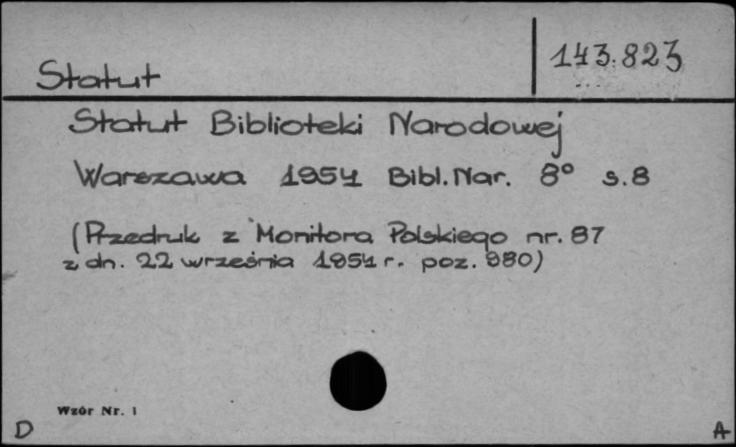 Statut
143.823
Statut Biblioteki Narodowej
Warszawa 1954 Bibl. Nar. 8° s.8
(Przedruk z Monitora Polskiego nr. 87
z dn. 22 września 1954 r. poz. 980)
Wzór Nr. 1
D
A